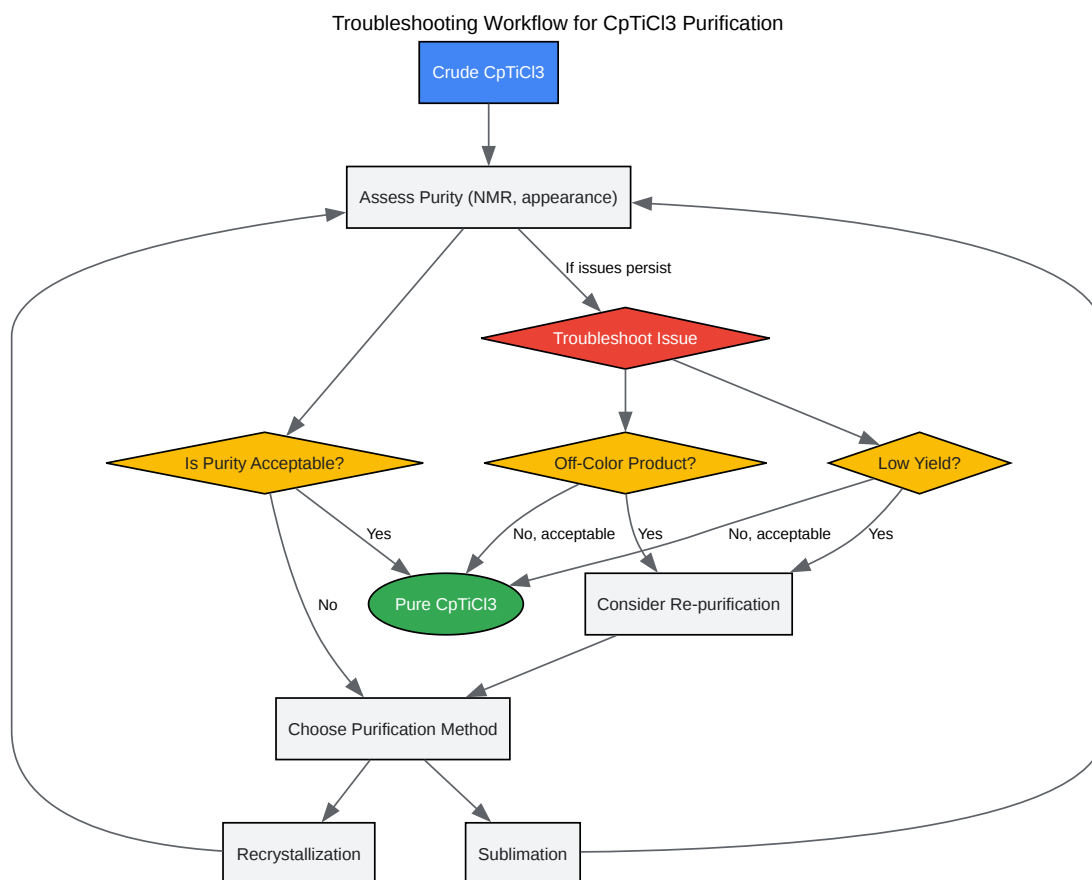 Troubleshooting Workflow for CpTiCl3 Purification
Crude CpTiCl3
Assess Purity (NMR, appearance)
If issues persist
Troubleshoot Issue
Is Purity Acceptable?
Off-Color Product?
Low Yield?
Yes
No, acceptable
Yes
No, acceptable
Yes
No
Pure CpTiCl3
Consider Re-purification
Choose Purification Method
Recrystallization
Sublimation